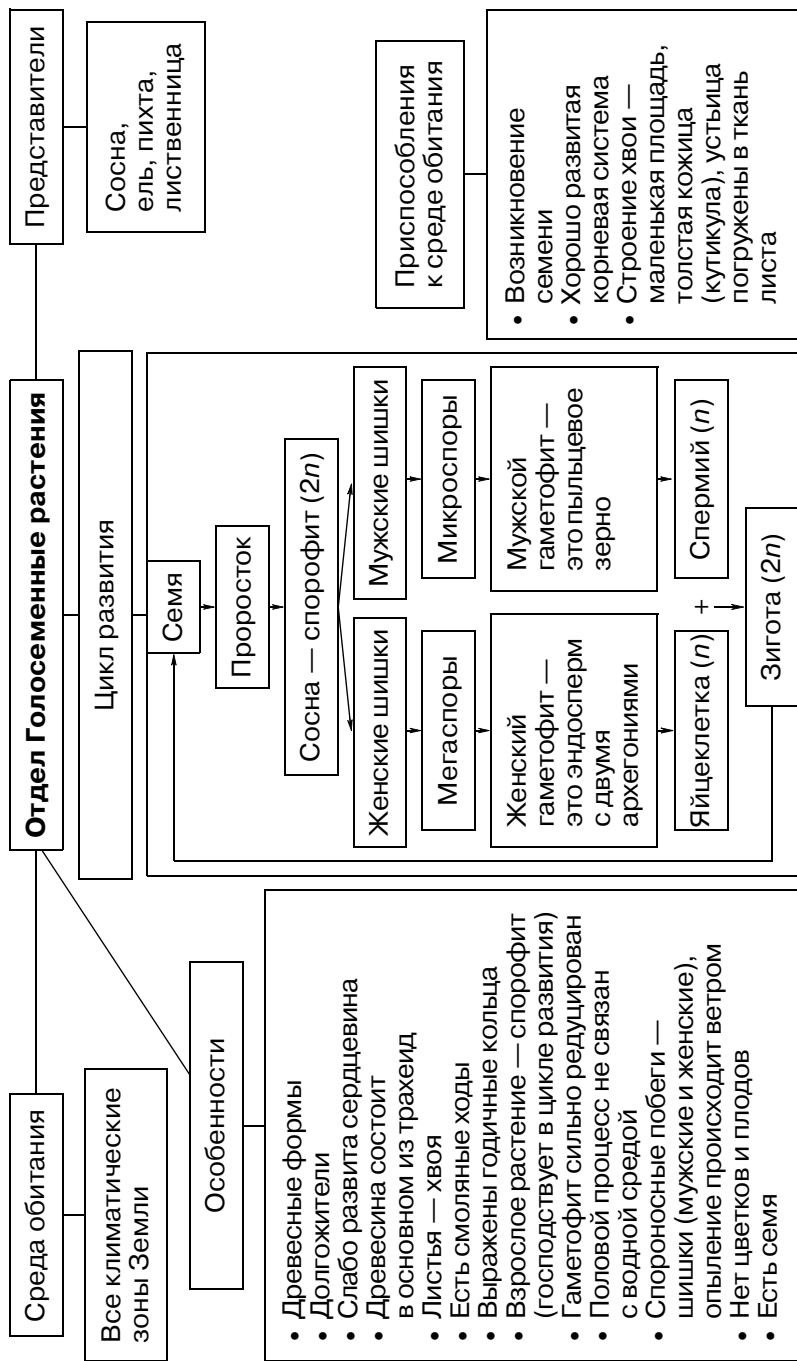 Отдел Голосеменные растения
Среда обитания
Все климатические
зоны Земли
Особенности
• Древесные формы
• Долгожители
• Слабо развита сердцевина
• Древесина состоит
в основном из трахеид
• Листья — хвоя
• Есть смоляные ходы
• Выражены годичные кольца
• Взрослое растение — спорофит
(господствует в цикле развития)
• Гаметофит сильно редуцирован
• Половой процесс не связан
с водной средой
• Спороносные побеги —
шишки (мужские и женские),
опыление происходит ветром
• Нет цветков и плодов
• Есть семя
Цикл развития
Семя
Проросток
Сосна — спорофит (2n)
Женские шишки
Мужские шишки
Мегаспоры
Микроспоры
Женский
гаметофит —
это эндосперм
с двумя
архегониями
Мужской
гаметофит —
это пыльцевое
зерно
Яйцеклетка (n)
+
Спермий (n)
Зигота (2n)
Представители
Сосна,
ель, пихта,
лиственница
Приспособления
к среде обитания
• Возникновение
семени
• Хорошо развитая
корневая система
• Строение хвои —
маленькая площадь,
толстая кожица
(кутикула), устьица
погружены в ткань
листа